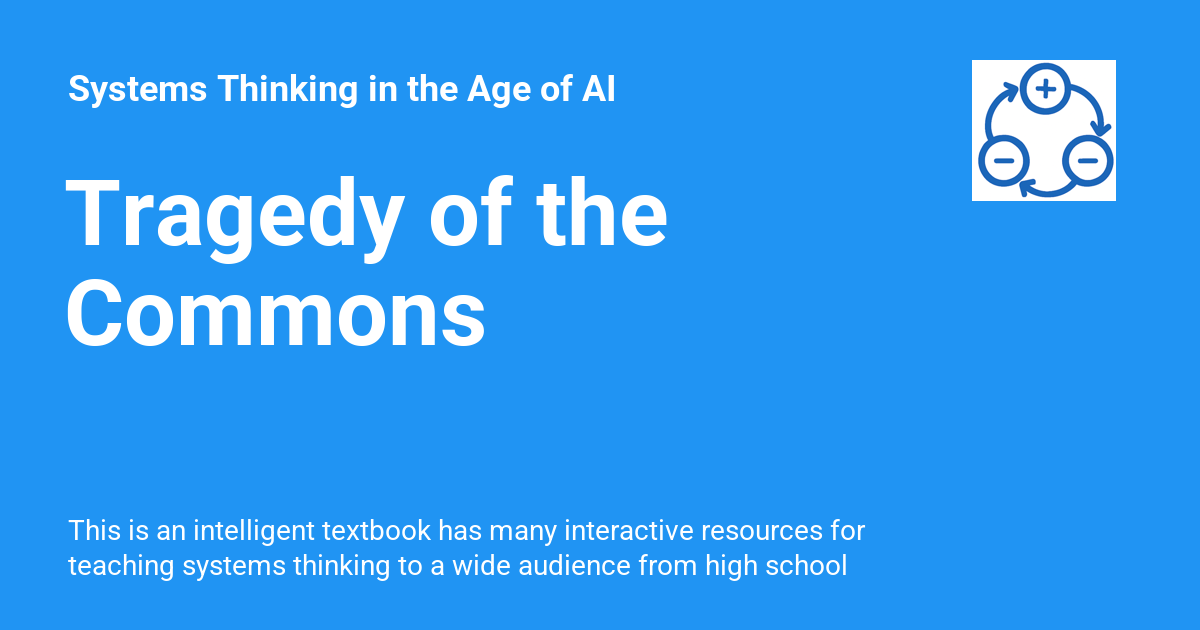 Systems Thinking in the Age of AI
Tragedy of the
Commons
This is an intelligent textbook has many interactive resources for
teaching systems thinking to a wide audience from high school